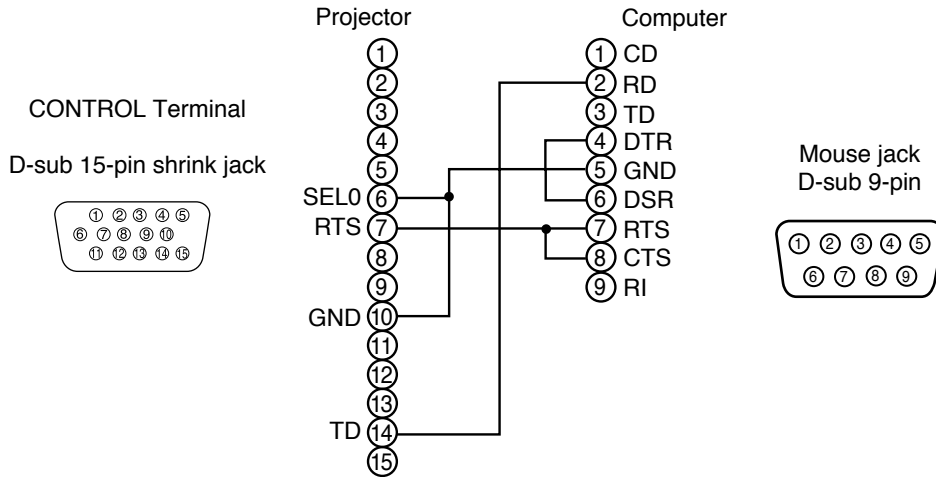 Projector
Computer
CONTROL Terminal
D-sub 15-pin shrink jack
① ② ③ ④ ⑤
⑥ ⑦ ⑧ ⑨ ⑩
⑪ ⑫ ⑬ ⑭ ⑮
①
②
③
④
⑤
SEL0 ⑥
RTS ⑦
⑧
⑨
GND ⑩
⑪
⑫
⑬
TD ⑭
⑮
① CD
② RD
③ TD
④ DTR
⑤ GND
⑥ DSR
⑦ RTS
⑧ CTS
⑨ RI
Mouse jack
D-sub 9-pin
① ② ③ ④ ⑤
⑥ ⑦ ⑧ ⑨